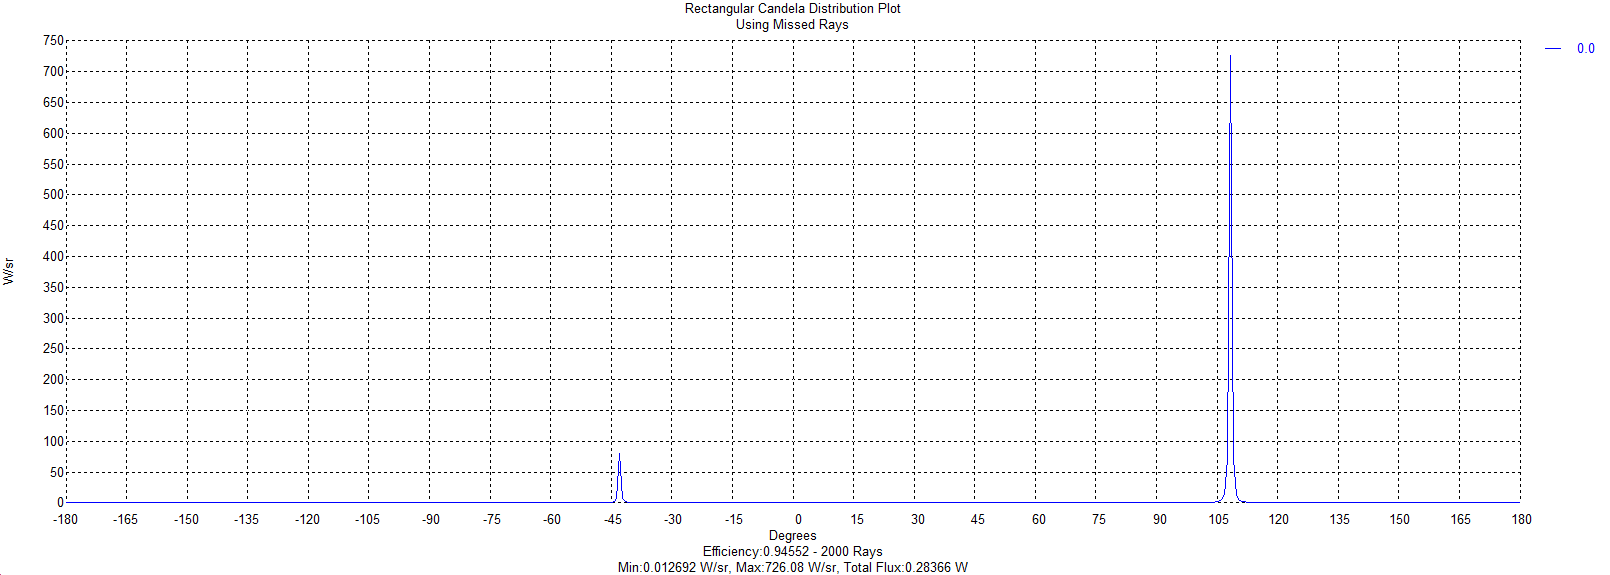 Rectangular Candela Distribution Plot
Using Missed Rays
0.0
750
700
650
600
550
500
450
400
350
300
250
200
150
100
50
0
W/sr
-180 -165 -150 -135 -120 -105 -90 -75 -60 -45 -30 -15 0 15 30 45 60 75 90 105 120 135 150 165 180
Degrees
Efficiency:0.94552 - 2000 Rays
Min:0.012692 W/sr, Max:726.08 W/sr, Total Flux:0.28366 W